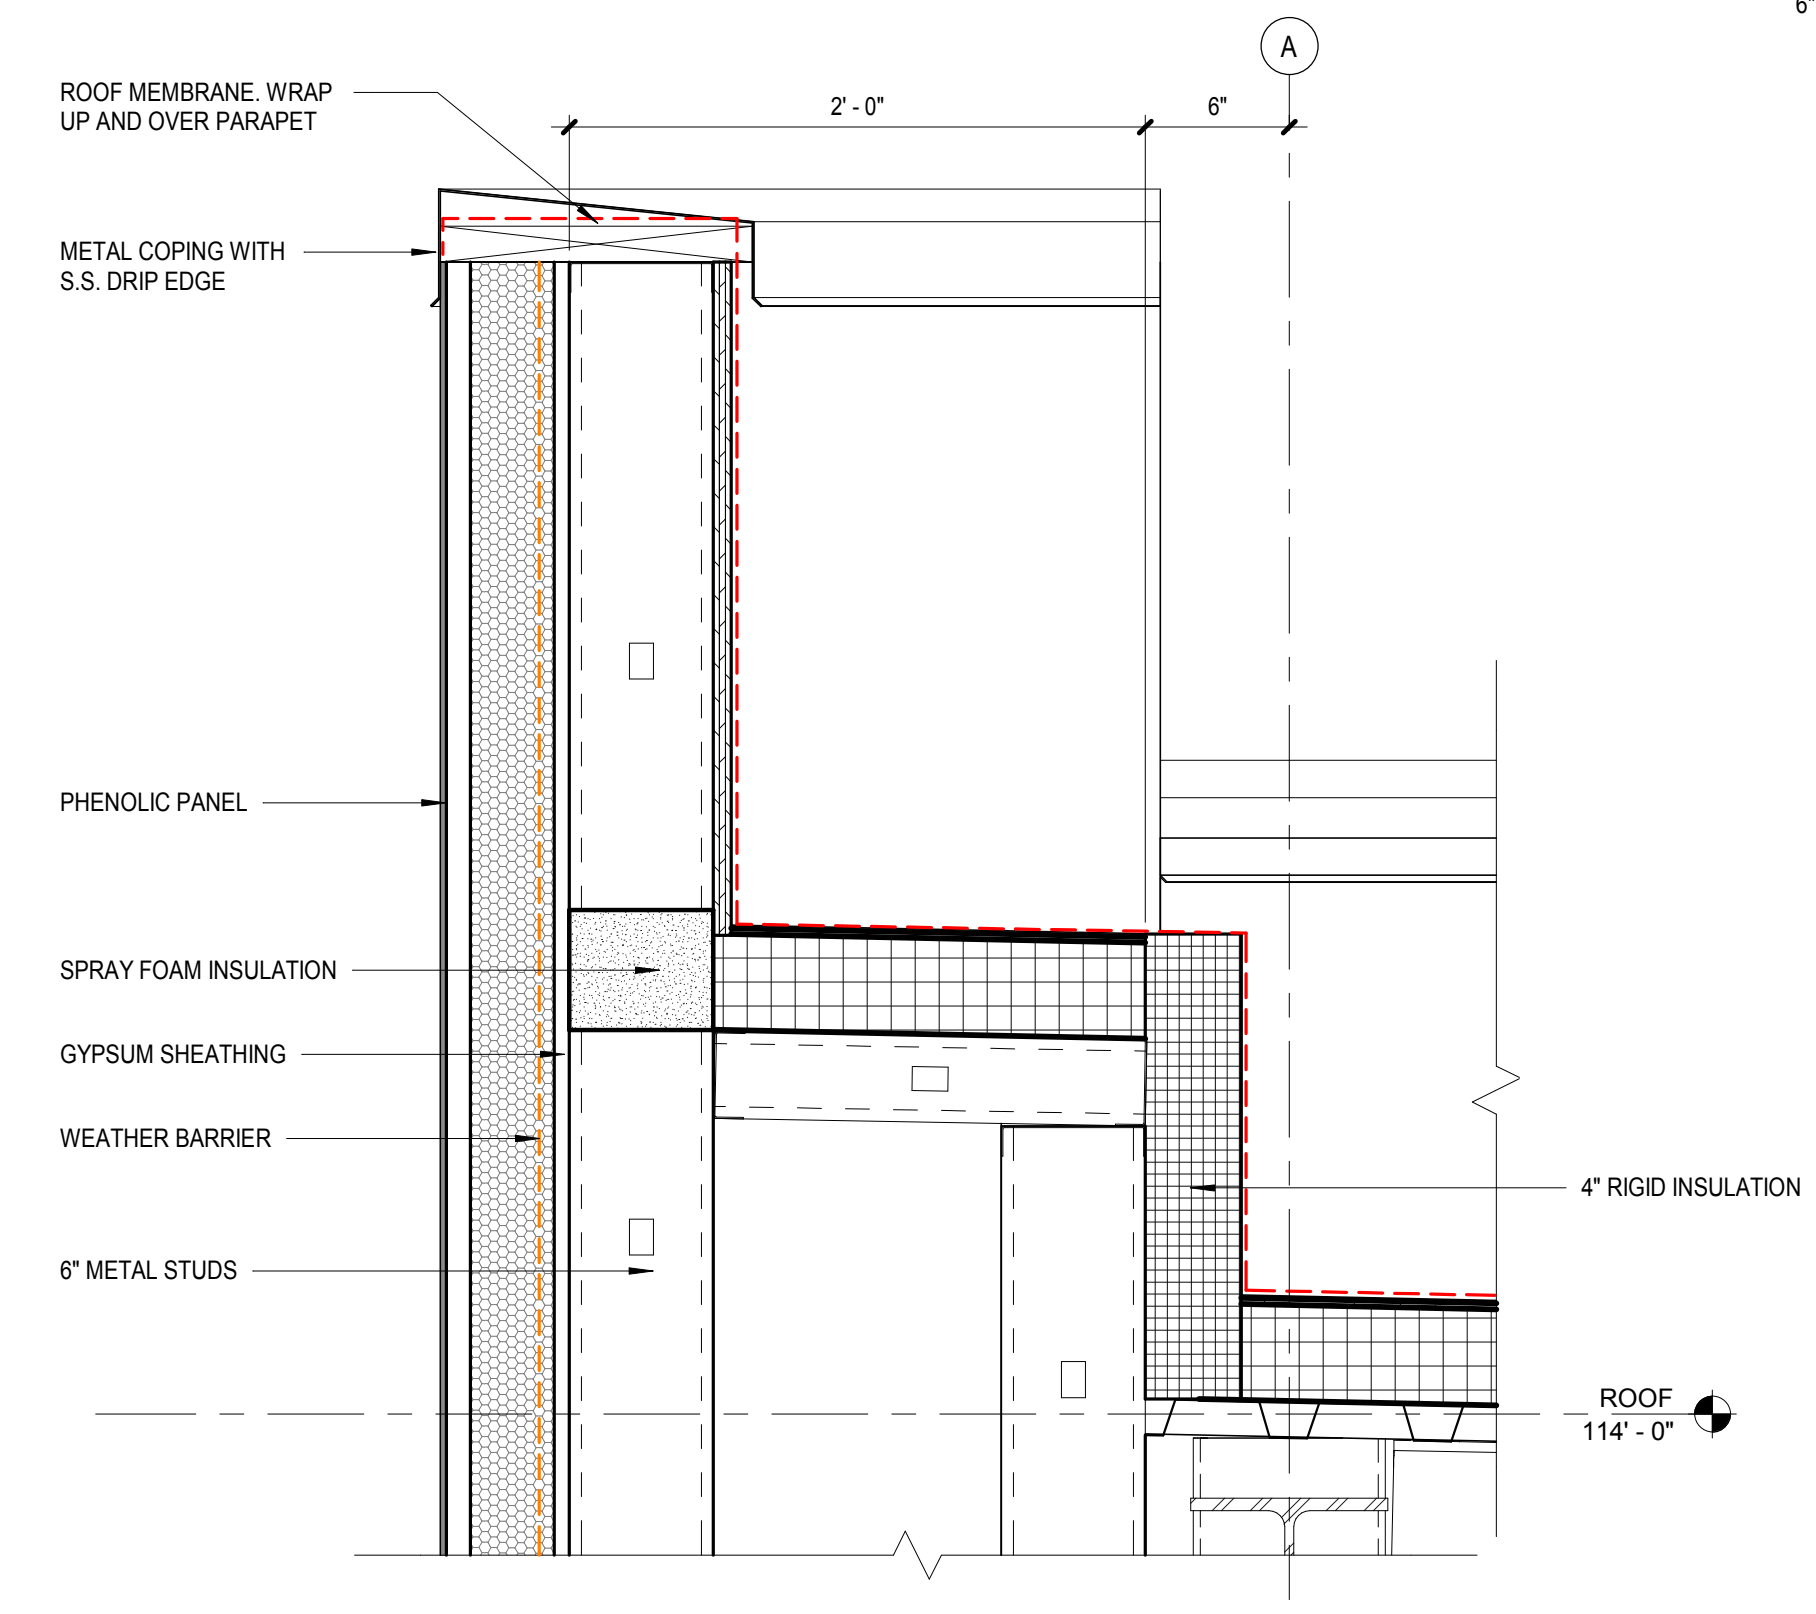 6"
A
2' - 0"
6"
ROOF MEMBRANE. WRAP
UP AND OVER PARAPET
METAL COPING WITH
S.S. DRIP EDGE
PHENOLIC PANEL
SPRAY FOAM INSULATION
GYPSUM SHEATHING
WEATHER BARRIER
4" RIGID INSULATION
6" METAL STUDS
ROOF
114' - 0"